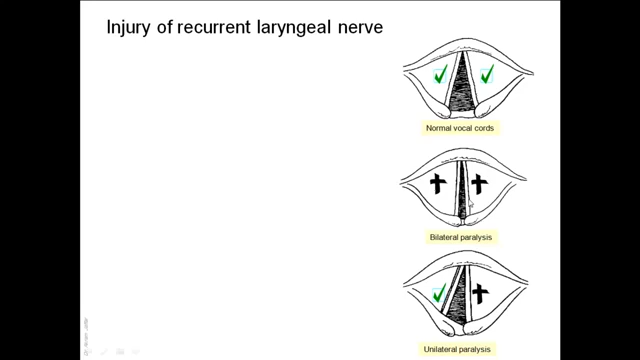 Injury of recurrent laryngeal nerve
Normal vocal cords
Bilateral paralysis
Unilateral paralysis